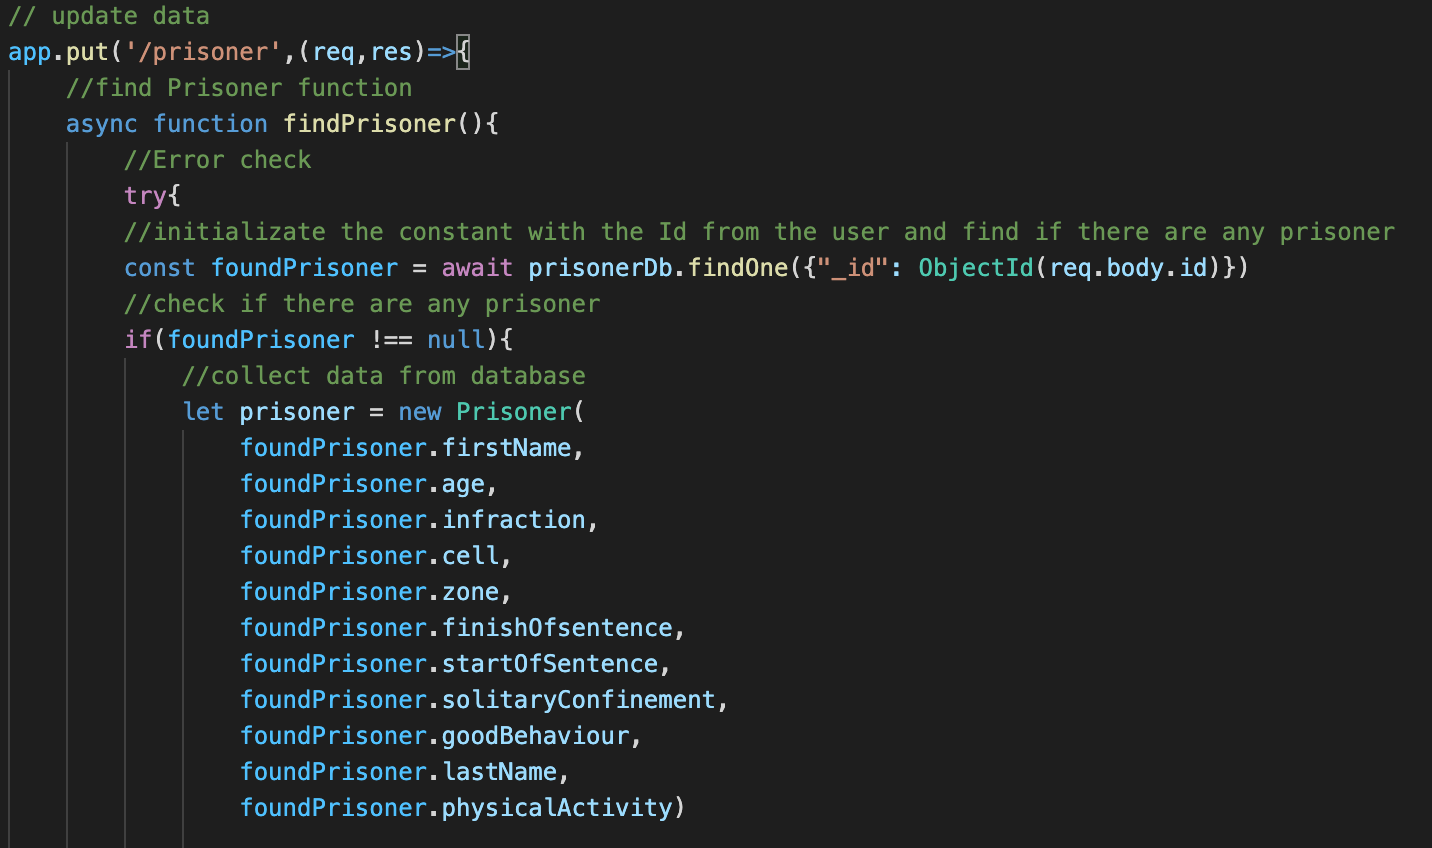 // update data
app.put('/prisoner',(req,res)=>{
//find Prisoner function
async function findPrisoner(){
//Error check
try{
//initializate the constant with the Id from the user and find if there are any prisoner
const foundPrisoner = await prisonerDb.findOne({"_id": ObjectId(req.body.id)})
//check if there are any prisoner
if(foundPrisoner !== null){
//collect data from database
let prisoner = new Prisoner(
foundPrisoner.firstName,
foundPrisoner.age,
foundPrisoner.infraction,
foundPrisoner.cell,
foundPrisoner.zone,
foundPrisoner.finishOfsentence,
foundPrisoner.startOfSentence,
foundPrisoner.solitaryConfinement,
foundPrisoner.goodBehaviour,
foundPrisoner.lastName,
foundPrisoner.physicalActivity)